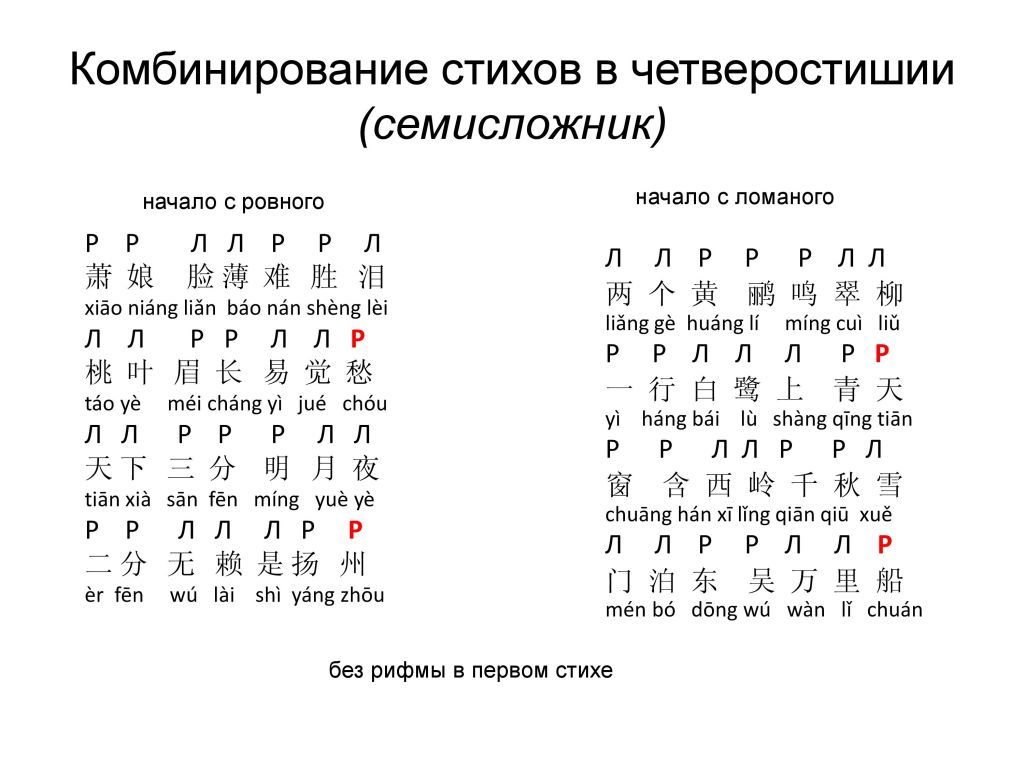 Комбинирование стихов в четверостишии
(семисложник)
начало с ровного
Р Р Л Л Р Р Л
萧 娘 脸 薄 难 胜 泪
xiāo niáng liǎn báo nán shèng lèi
Л Л Р Р Л Л Р
桃 叶 眉 长 易 觉 愁
táo yè méi cháng yì jué chóu
Л Л Р Р Р Л Л
天 下 三 分 明 月 夜
tiān xià sān fēn míng yuè yè
Р Р Л Л Л Р Р
二 分 无 赖 是 扬 州
èr fēn wú lài shì yáng zhōu
начало с ломаного
Л Л Р Р Р Л Л
两 个 黄 鹂 鸣 翠 柳
liǎng gè huáng lí míng cuì liǔ
Р Р Л Л Л Р Р
一 行 白 鹭 上 青 天
yì háng bái lù shàng qīng tiān
Р Р Л Л Р Р Л
窗 含 西 岭 千 秋 雪
chuāng hán xī lǐng qiān qiū xuě
Л Л Р Р Л Л Р
门 泊 东 吴 万 里 船
mén bó dōng wú wàn lǐ chuán
без рифмы в первом стихе